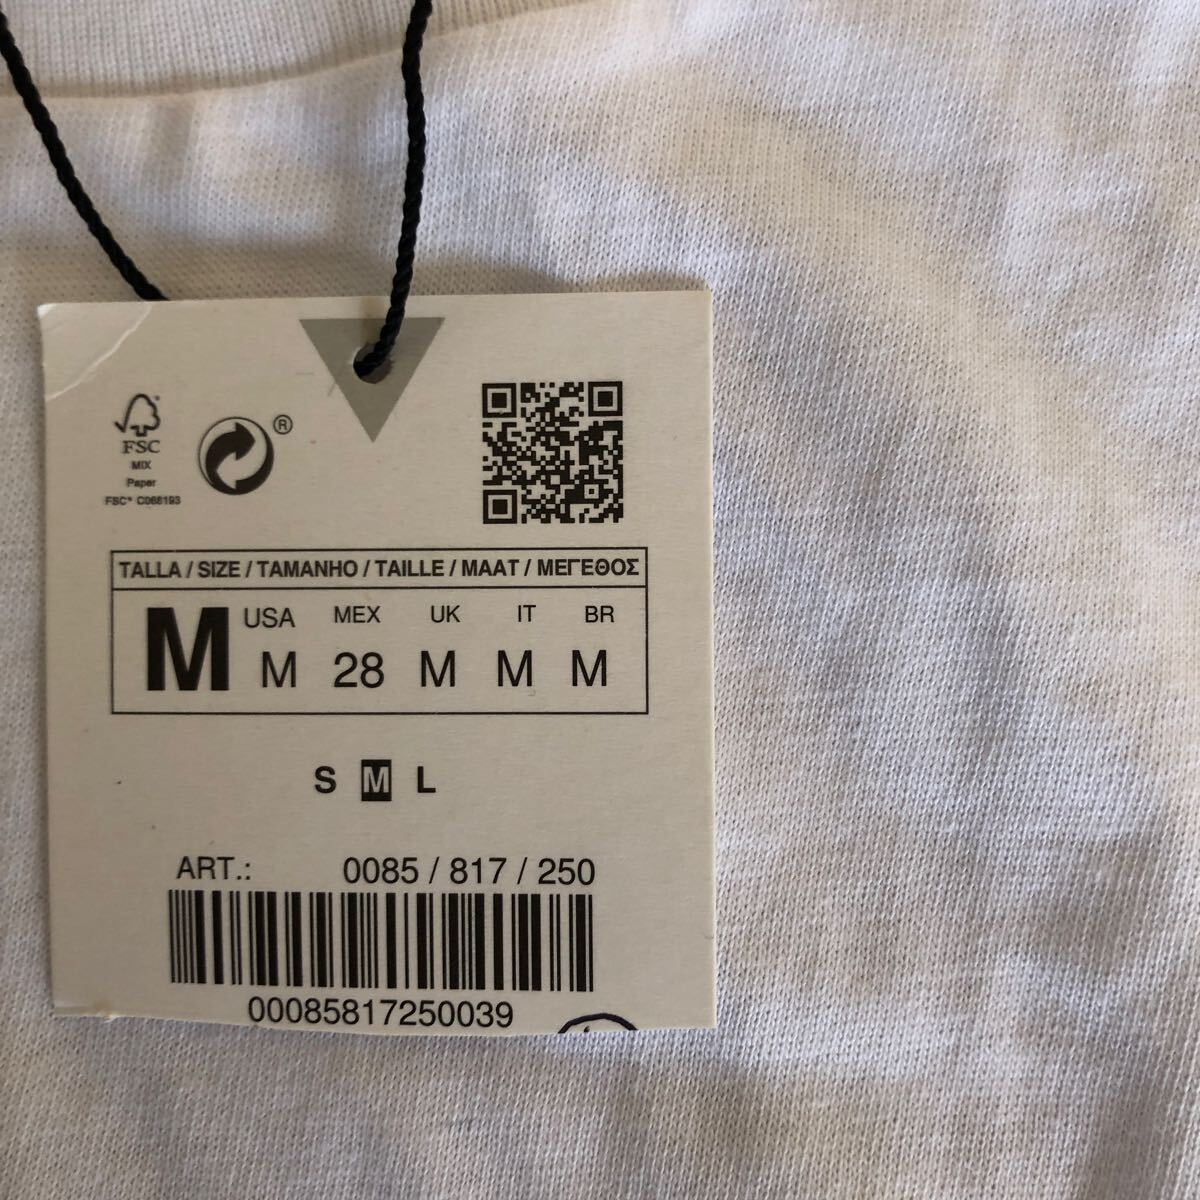 FSC
MIX
Paper
FSC® C068193
®
TALLA / SIZE / TAMANHO / TAILLE / MAAT / ΜΕΓΕΘΟΣ
M
USA MEX UK IT BR
M 28 M M M
S M L
ART.: 0085 / 817 / 250
00085817250039